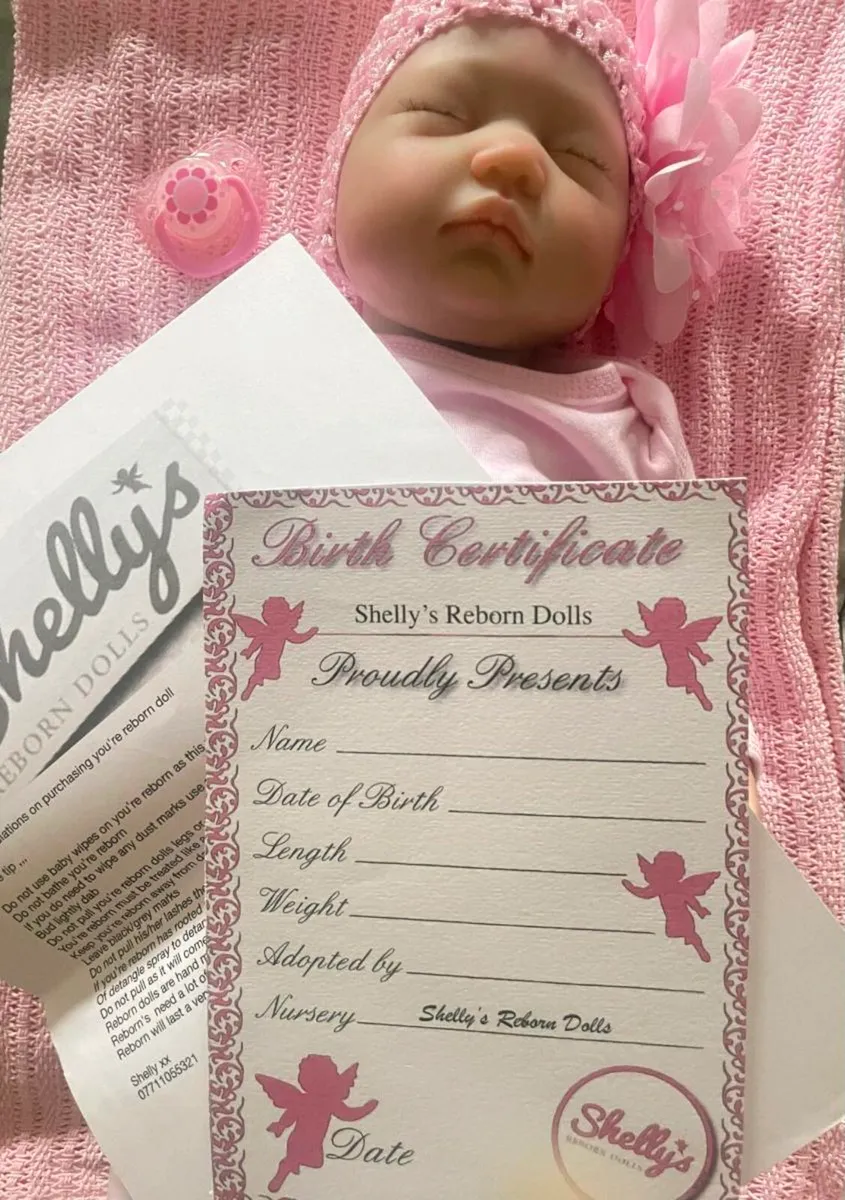 Shelly's
REBORN DOLLS
lations on purchasing you're reborn doll
tip ,,,
Do not use baby wipes on you're reborn as this
Do not bathe you're reborn
If you do need to wipe any dust marks use
Bud lightly dab
Do not pull you're reborn dolls legs or
You're reborn must be treated like a
Keep you're reborn away from
Leave black/grey marks
Do not pull his/her lashes
If you're reborn has rooted
Of detangle spray to
Do not pull as it will come
Reborn dolls are hand
Reborn's need a lot of
Reborn will last a
Shelly xx
07711055321
Birth Certificate
Shelly's Reborn Dolls
Proudly Presents
Name
Date of Birth
Length
Weight
Adopted by
Nursery Shelly's Reborn Dolls
Date
Shelly's
REBORN DOLLS